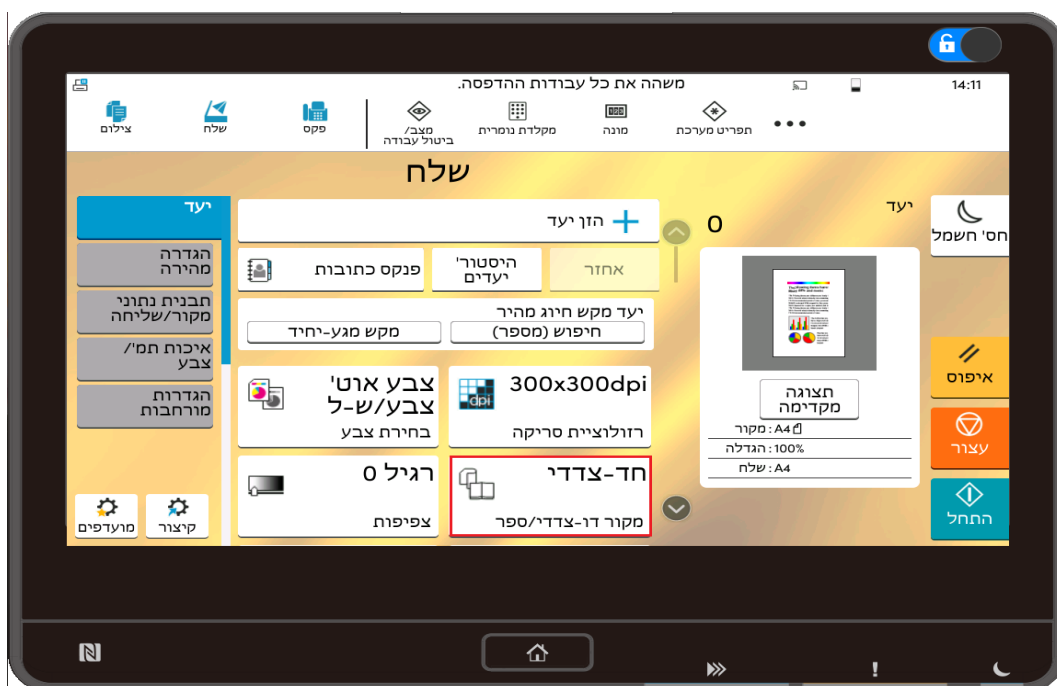 משהה את כל עבודות ההדפסה.
14:11
צילום
שלח
פקס
מצב/
ביטול עבודה
מקלדת נומרית
מונה
תפריט מערכת
שלח
יעד
הגדרה
מהירה
תבנית נתוני
מקור/שליחה
איכות תמ'/
צבע
הגדרות
מורחבות
מועדפים
קיצור
הזן יעד
פנקס כתובות
היסטור'
יעדים
אחזר
יעד מקש חיוג מהיר
מקש מגע-יחיד
חיפוש (מספר)
צבע אוט'
צבע/ש-ל
בחירת צבע
300x300dpi
dpi
רזולוציית סריקה
רגיל 0
צפיפות
חד-צדדי
מקור דו-צדדי/ספר
יעד
0
תצוגה
מקדימה
מקור : A4
הגדלה : 100%
שלח : A4
חס' חשמל
איפוס
עצור
התחל